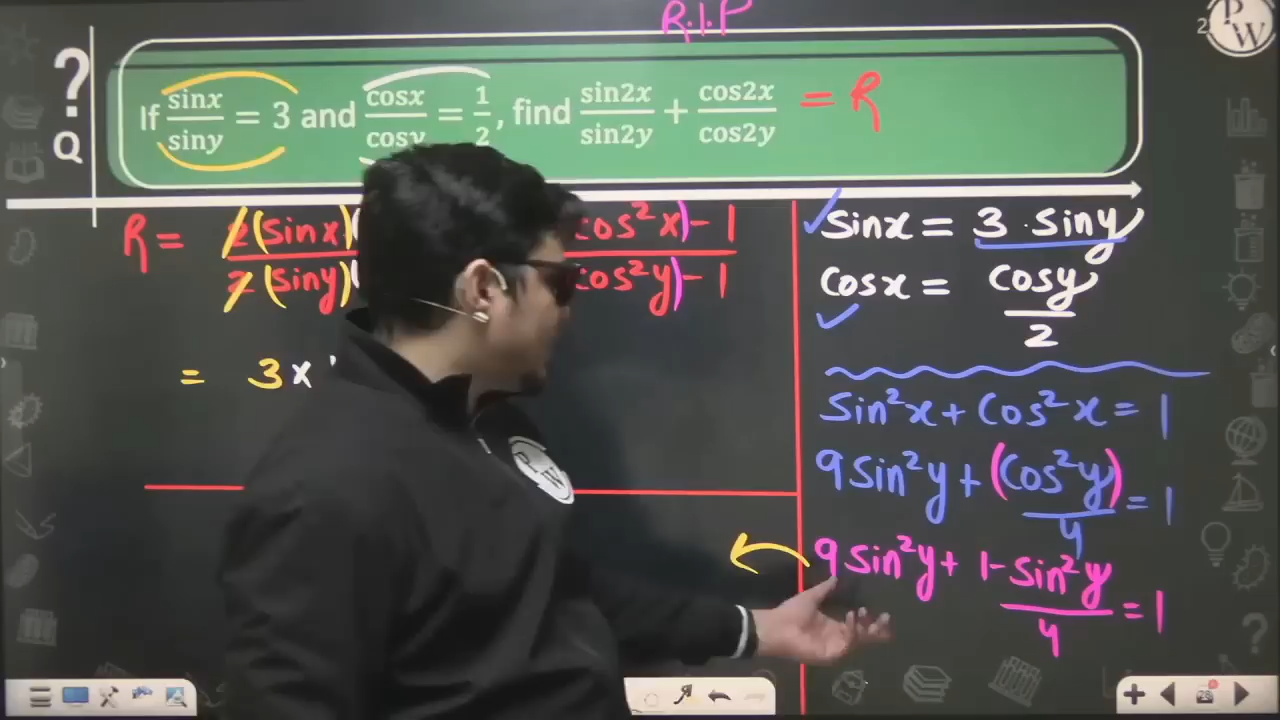 R.I.P
PW
? Q
If sinx/siny = 3 and cosx/cosy = 1/2, find sin2x/sin2y + cos2x/cos2y = R
R = 2(sinx)( cos²x) - 1
2(siny)( cos²y) - 1
= 3 x
sinx = 3 · siny
cosx = cosy/2
sin²x + cos²x = 1
9sin²y + (cos²y)/4 = 1
9sin²y + 1 - sin²y/4 = 1
PW